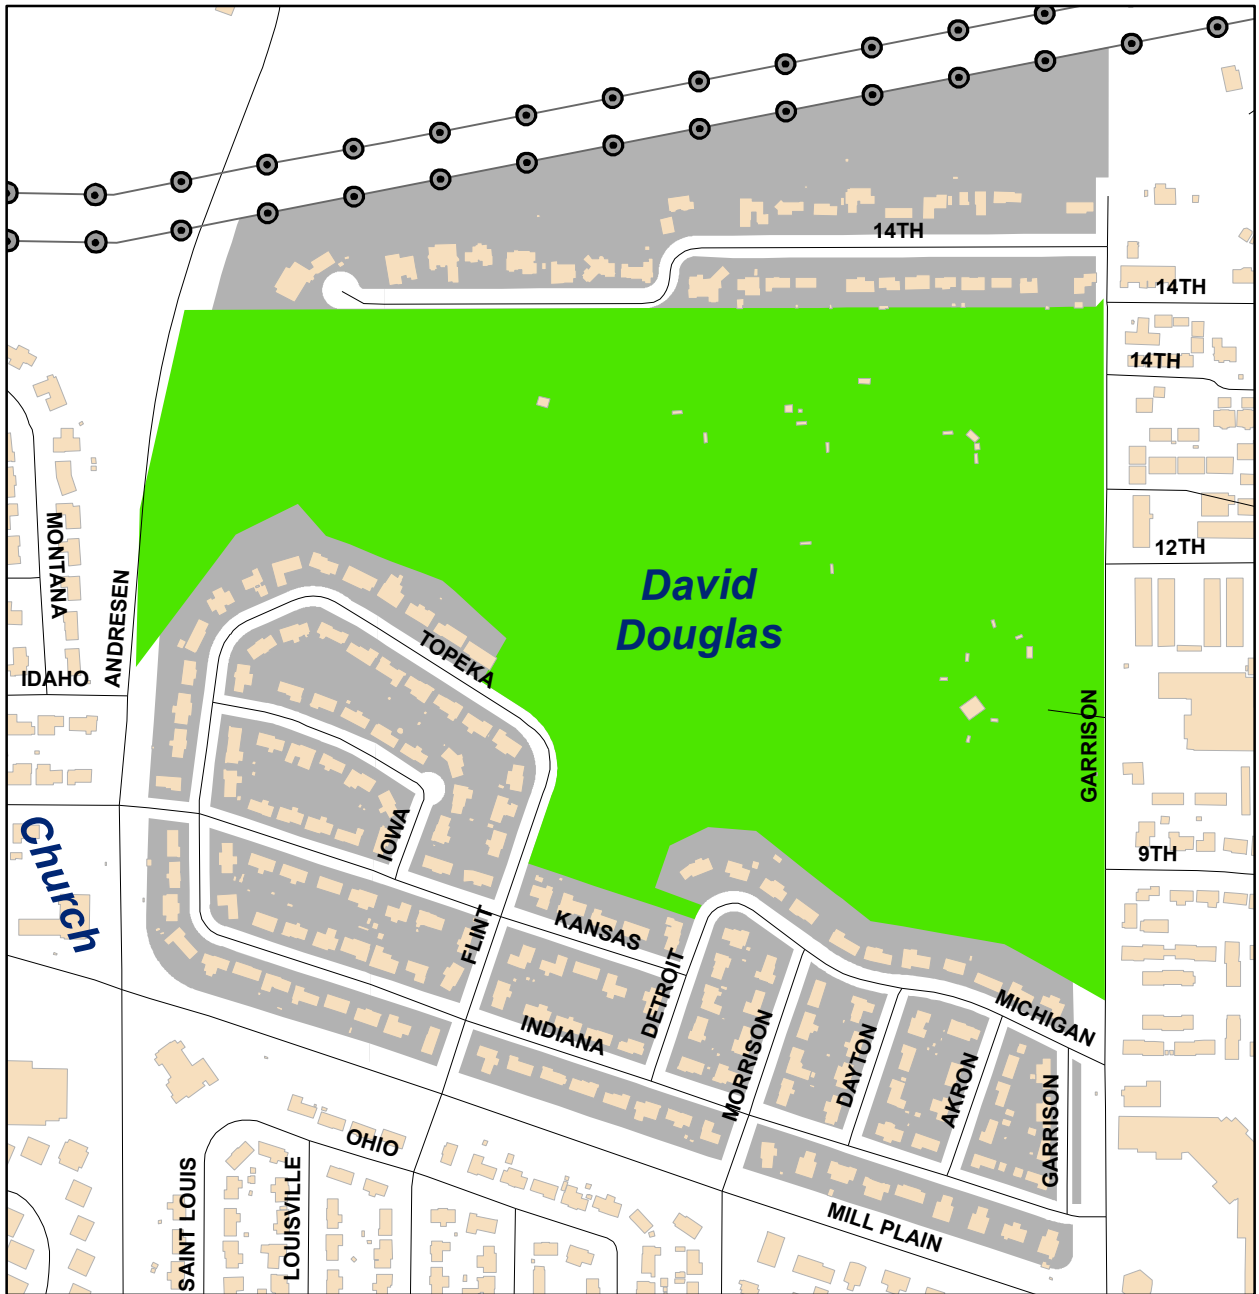 14TH
14TH
14TH
MONTANA
12TH
ANDRESEN
David
Douglas
TOPEKA
IDAHO
GARRISON
Church
IOWA
9TH
FLINT
KANSAS
DETROIT
INDIANA
MICHIGAN
MORRISON
DAYTON
AKRON
GARRISON
OHIO
SAINT LOUIS
LOUISVILLE
MILL PLAIN